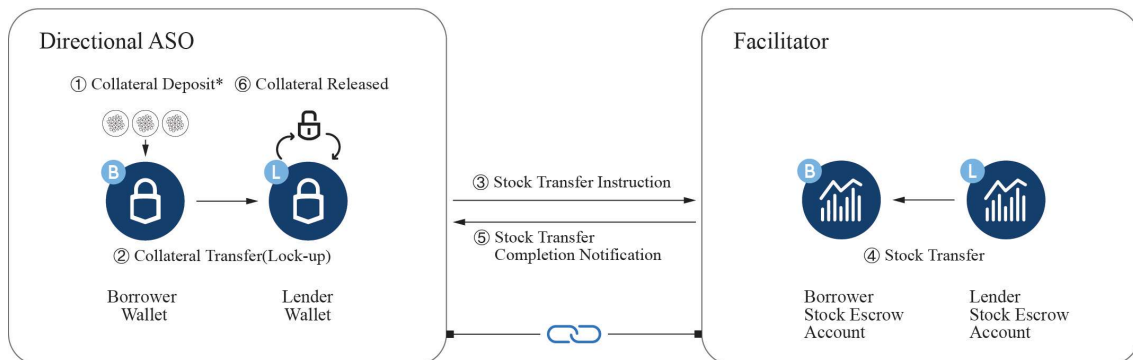 Directional ASO
① Collateral Deposit*
⑥ Collateral Released
B
L
② Collateral Transfer(Lock-up)
Borrower
Wallet
Lender
Wallet
③ Stock Transfer Instruction
⑤ Stock Transfer
Completion Notification
Facilitator
B
L
④ Stock Transfer
Borrower
Stock Escrow
Account
Lender
Stock Escrow
Account